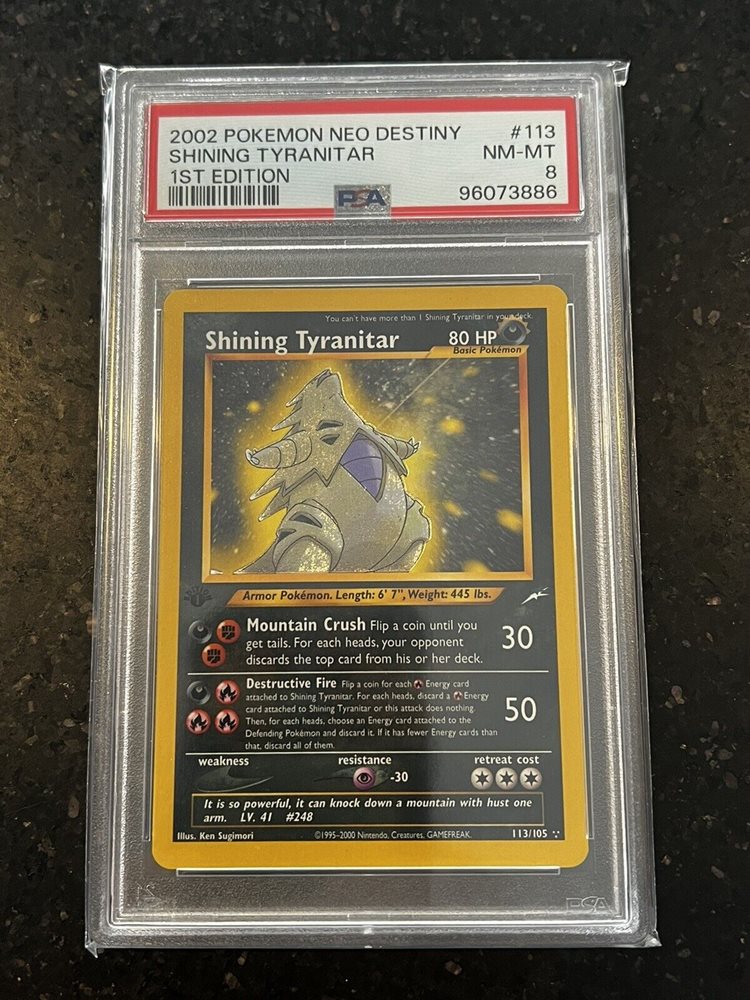 2002 POKEMON NEO DESTINY #113
SHINING TYRANITAR NM-MT
1ST EDITION 8
PSA 96073886
You can't have more than 1 Shining Tyranitar in your deck.
Shining Tyranitar 80 HP
Basic Pokémon
Armor Pokémon. Length: 6' 7", Weight: 445 lbs.
Mountain Crush Flip a coin until you
get tails. For each heads, your opponent
discards the top card from his or her deck.
30
Destructive Fire Flip a coin for each Energy card
attached to Shining Tyranitar. For each heads, discard a Energy
card attached to Shining Tyranitar or this attack does nothing.
Then, for each heads, choose an Energy card attached to the
Defending Pokémon and discard it. If it has fewer Energy cards than
that, discard all of them.
50
weakness resistance retreat cost
-30
It is so powerful, it can knock down a mountain with hust one
arm. LV. 41 #248
Illus. Ken Sugimori ©1995-2000 Nintendo, Creatures, GAMEFREAK. 113/105
PSA